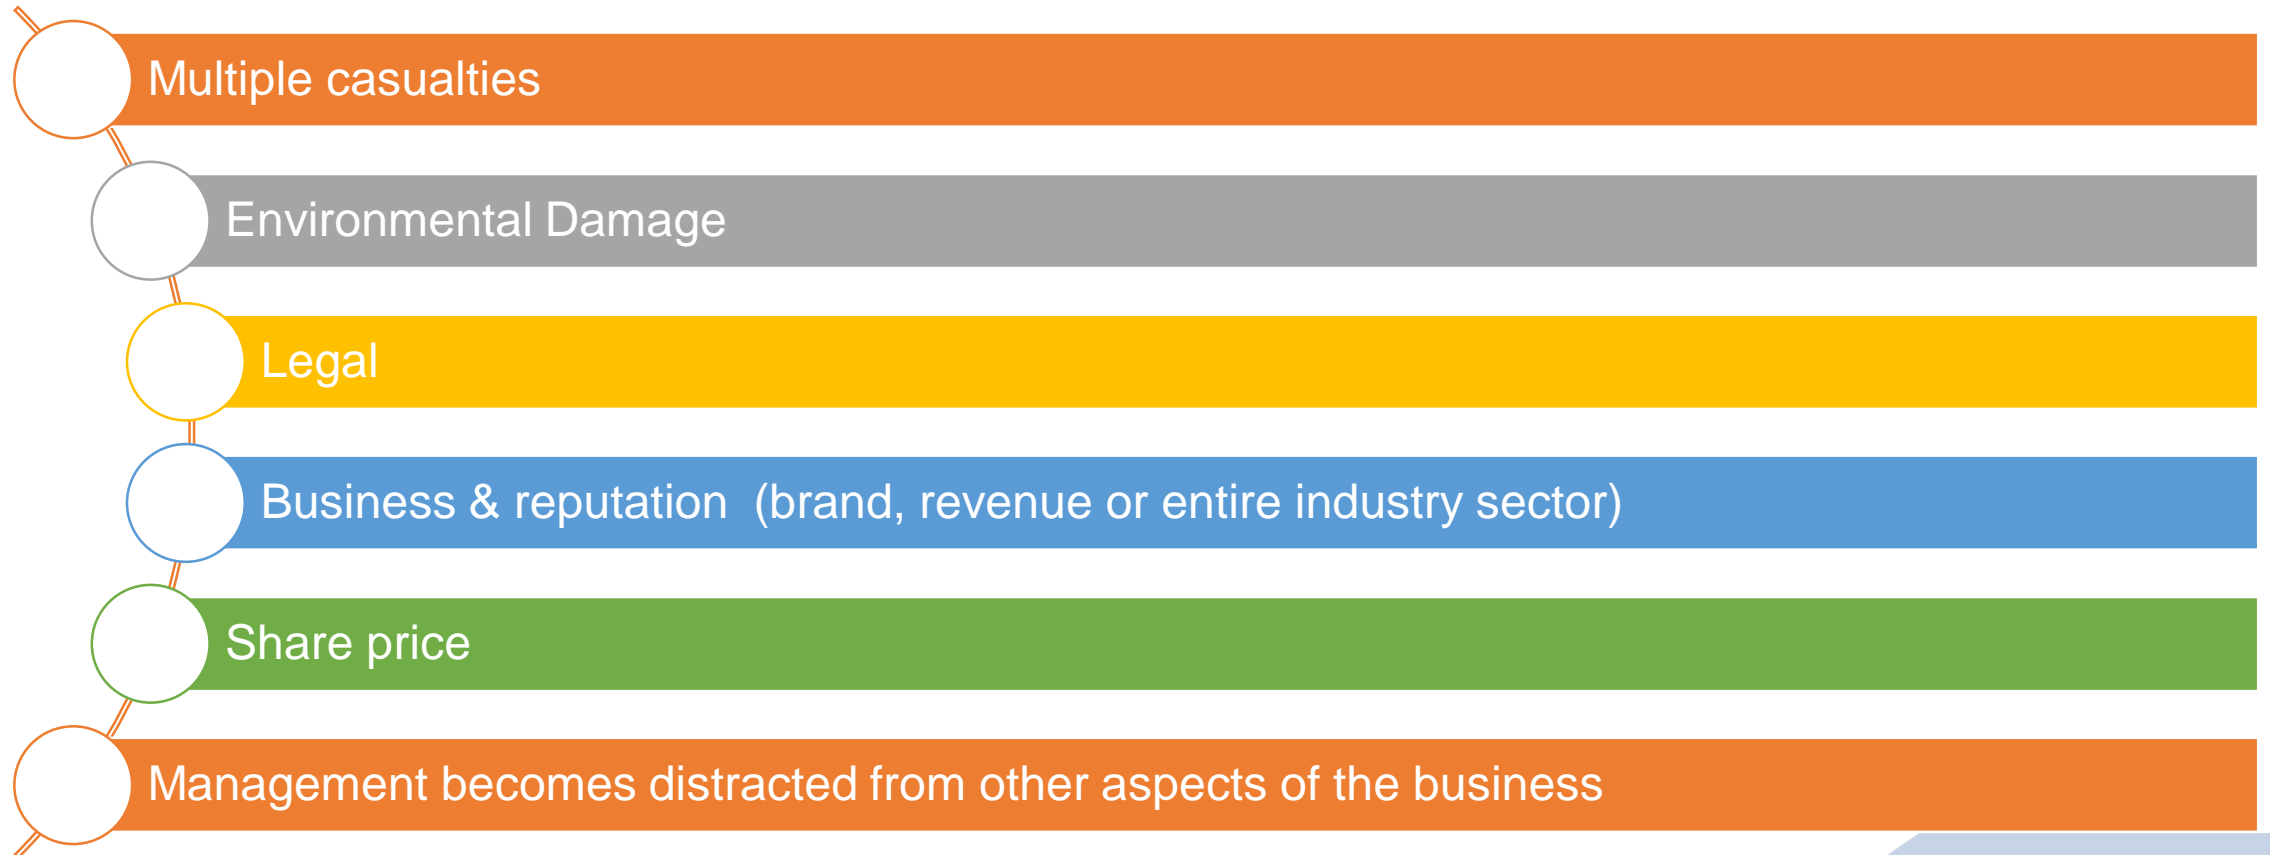 Multiple casualties
Environmental Damage
Legal
Business & reputation  (brand, revenue or entire industry sector)
Share price
Management becomes distracted from other aspects of the business